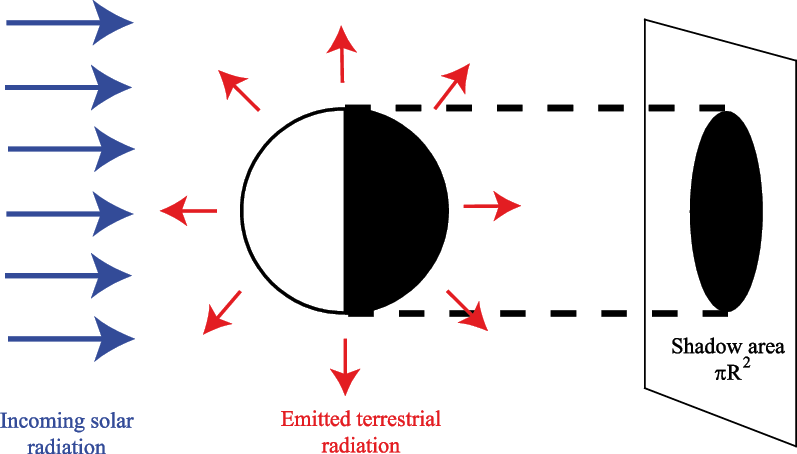 Incoming solar
radiation
Emitted terrestrial
radiation
Shadow area
πR²